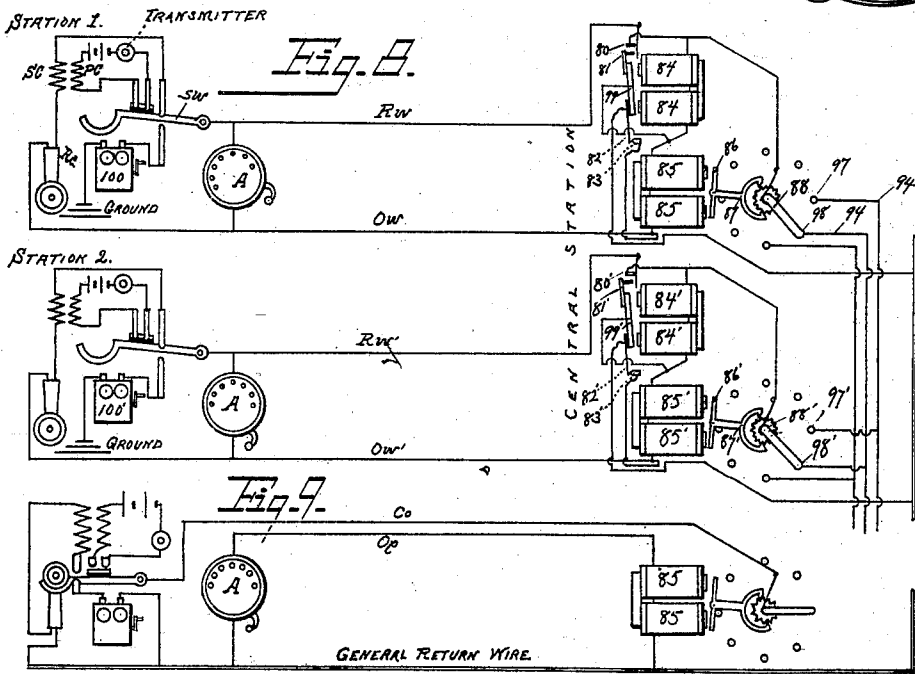 STATION 1.
TRANSMITTER
Fig. 8.
SC
PC
SW
Re
100
GROUND
A
Rw
Ow
80
81
99
82
83
84
84
85
85
86
87
88
97
98
94
94
CENTRAL STATION
STATION 2.
100'
GROUND
A
Rw'
Ow'
80'
81'
99'
82'
83'
84'
84'
85'
85'
86'
87'
88'
97'
98'
Fig. 9.
Co
Op
A
85
85
GENERAL RETURN WIRE.